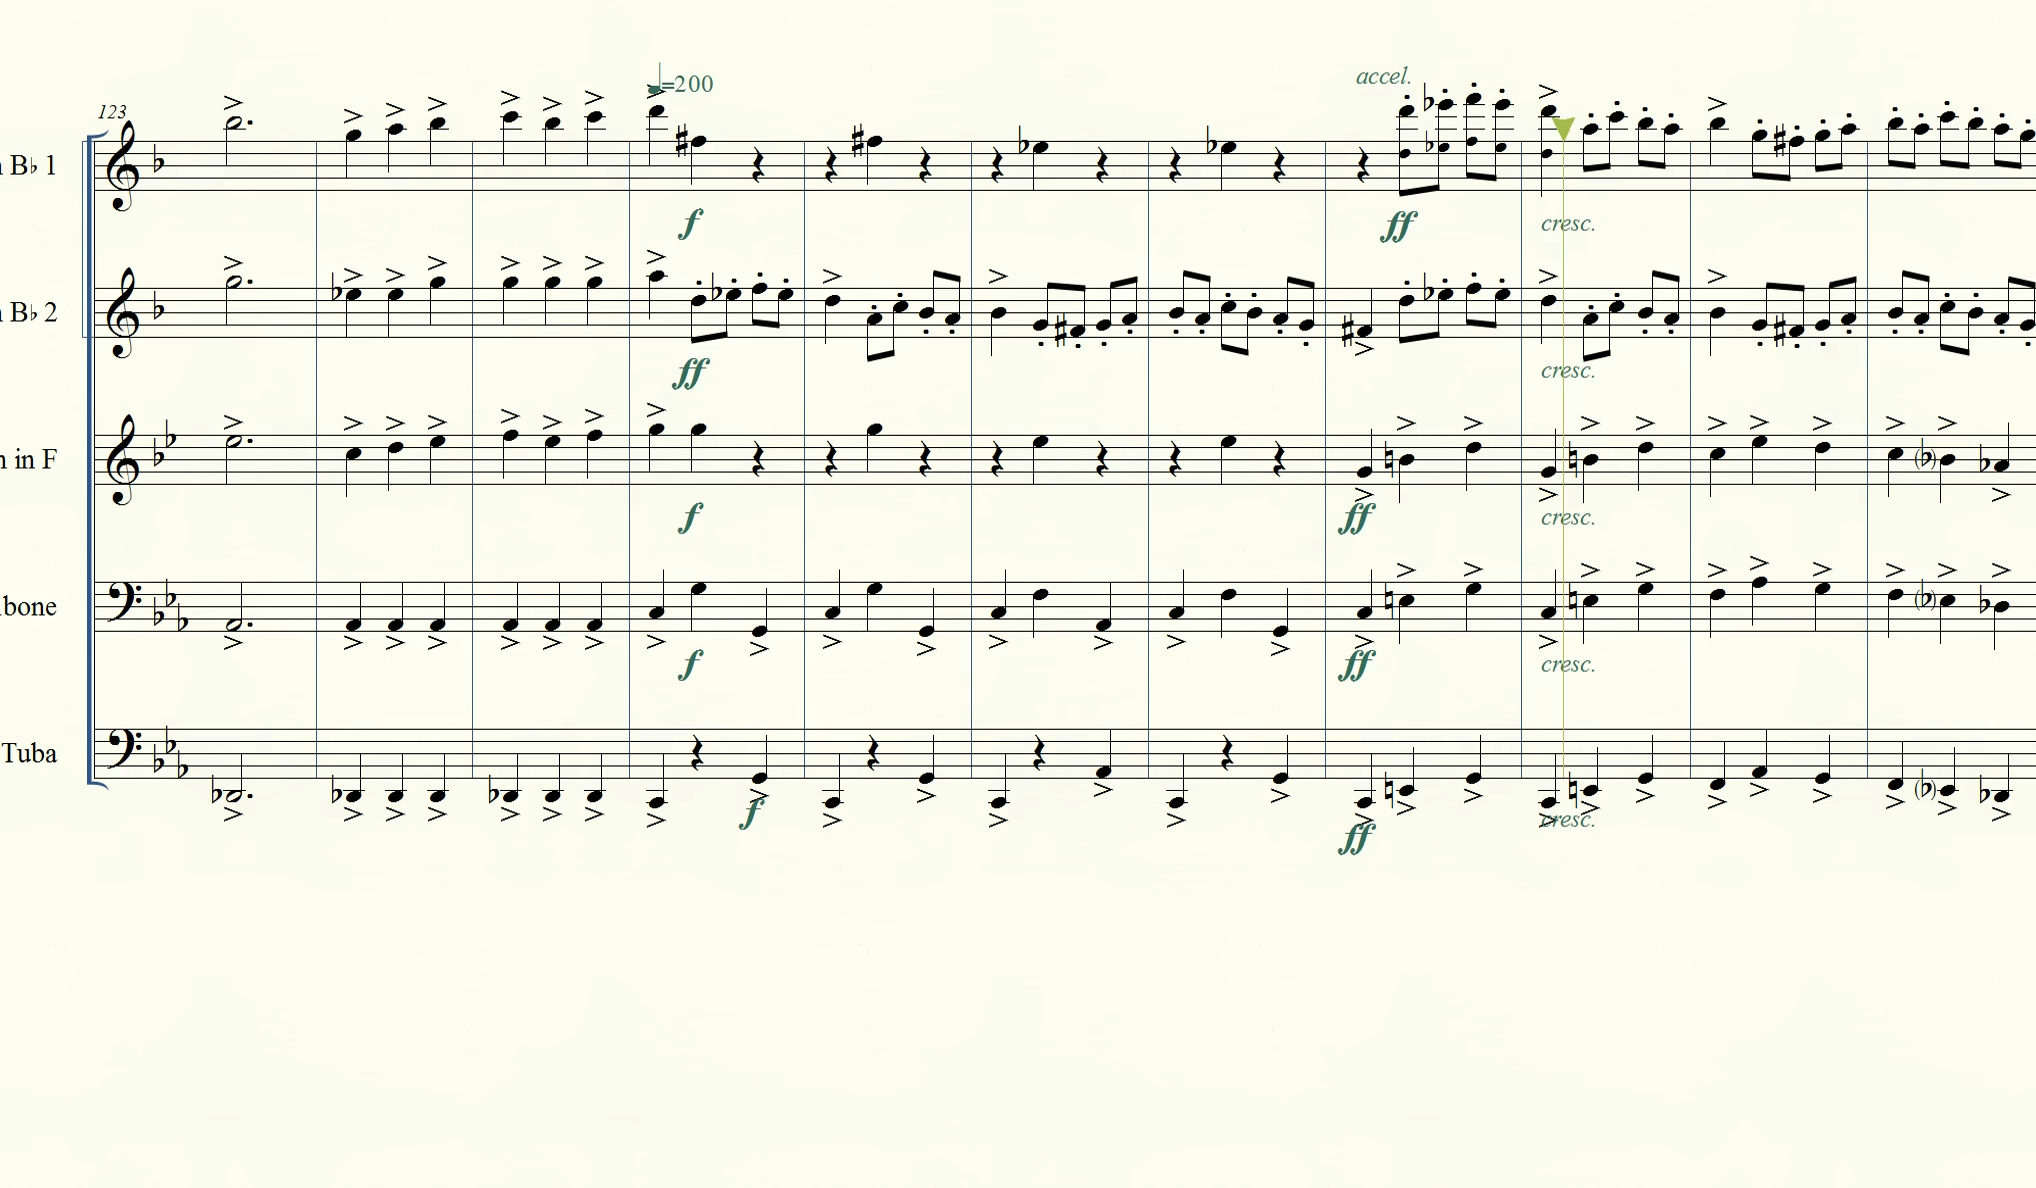 =200
accel.
123
B♭ 1
f
ff
cresc.
B♭ 2
ff
cresc.
in F
f
ff
cresc.
bone
f
ff
cresc.
Tuba
f
ff
cresc.